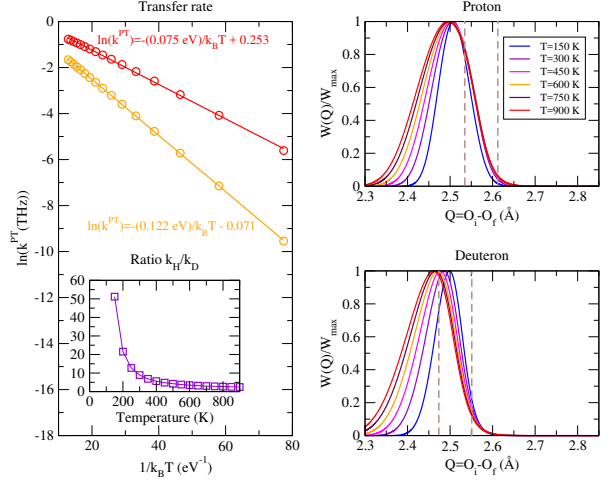 Transfer rate
ln(k^PT)=-(0.075 eV)/k_BT + 0.253
ln(k^PT)=-(0.122 eV)/k_BT - 0.071
ln(k^PT(THz))
0
-2
-4
-6
-8
-10
-12
-14
-16
-18
20
40
60
80
1/k_BT (eV^-1)
Ratio k_H/k_D
60
50
40
30
20
10
0
0
200
400
600
800
Temperature (K)
Proton
W(Q)/W_max
1
0.8
0.6
0.4
0.2
0
T=150 K
T=300 K
T=450 K
T=600 K
T=750 K
T=900 K
2.3
2.4
2.5
2.6
2.7
2.8
Q=O_i-O_f (Å)
Deuteron
W(Q)/W_max
1
0.8
0.6
0.4
0.2
0
2.3
2.4
2.5
2.6
2.7
2.8
Q=O_i-O_f (Å)